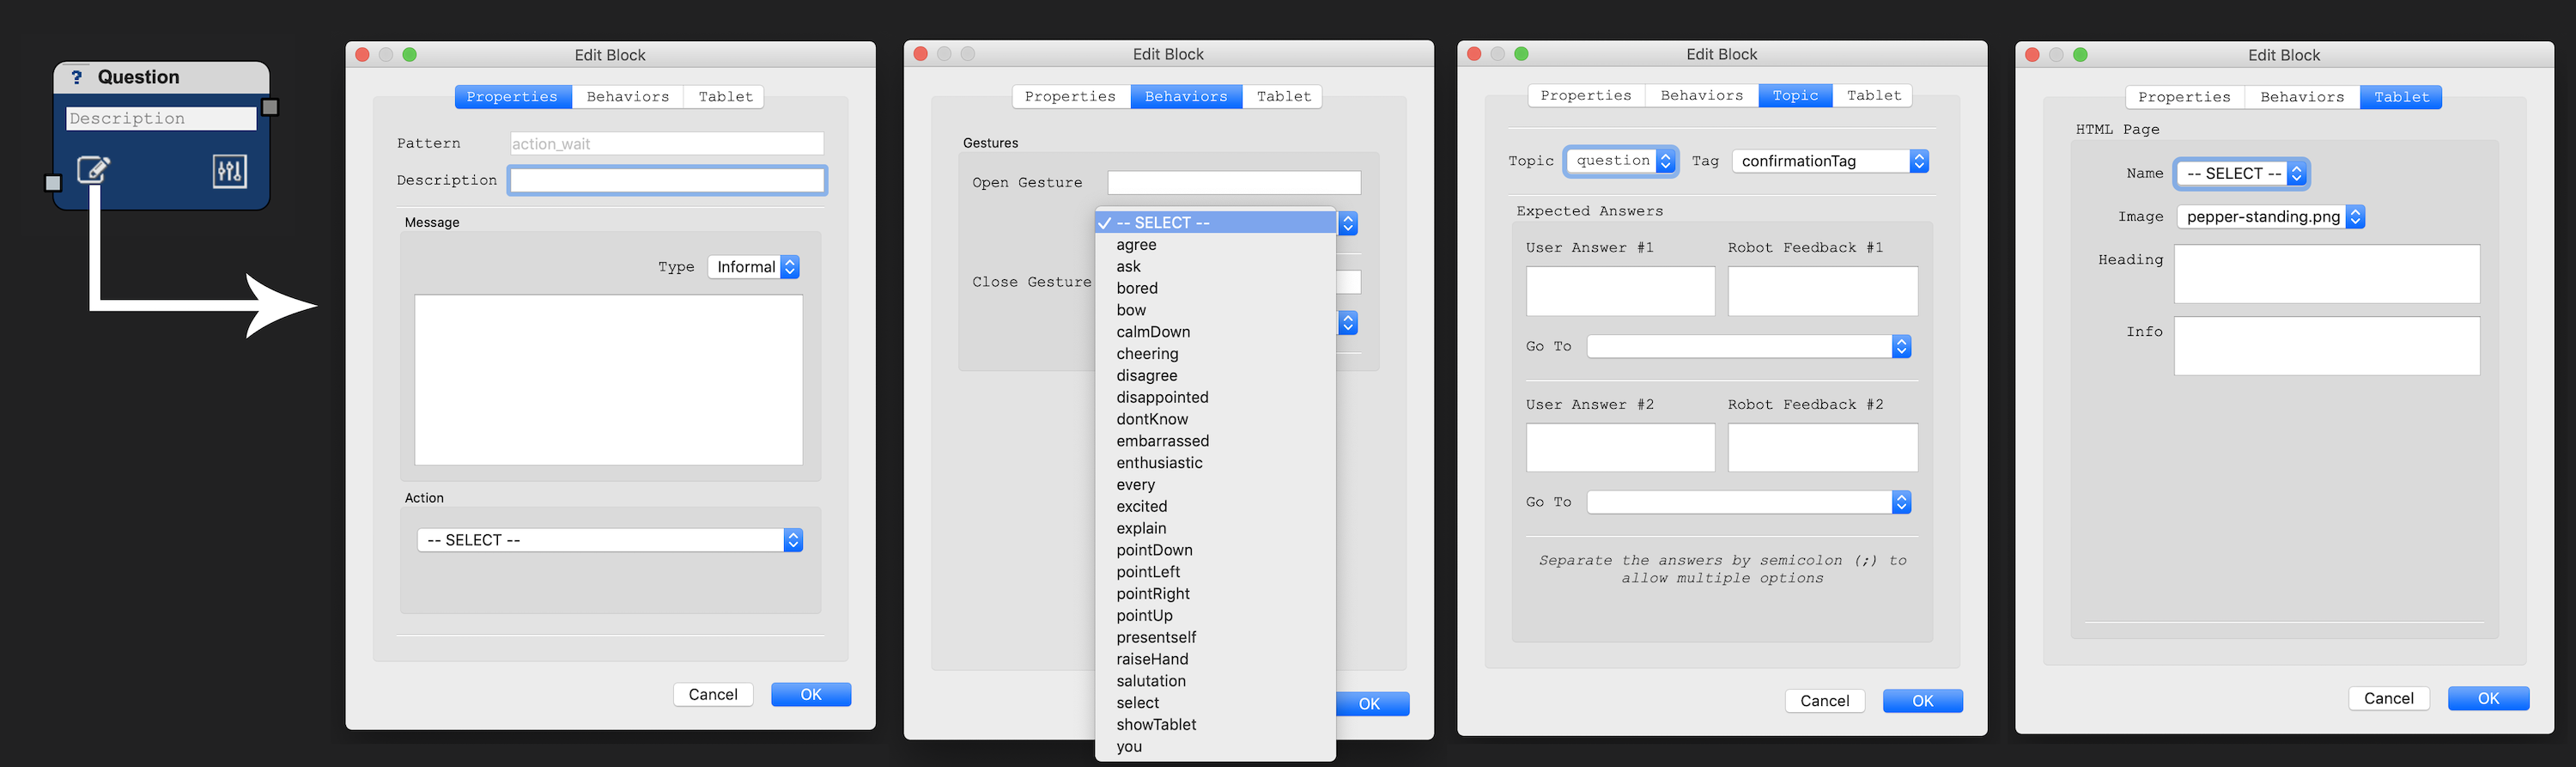 ? Question
Description
Edit Block
Properties Behaviors Tablet
Pattern action_wait
Description
Message
Type Informal
Action
-- SELECT --
Cancel OK
Edit Block
Properties Behaviors Tablet
Gestures
Open Gesture
✓ -- SELECT --
agree
ask
bored
bow
calmDown
cheering
disagree
disappointed
dontKnow
embarrassed
enthusiastic
every
excited
explain
pointDown
pointLeft
pointRight
pointUp
presentself
raiseHand
salutation
select
showTablet
you
Close Gesture
OK
Edit Block
Properties Behaviors Topic Tablet
Topic question Tag confirmationTag
Expected Answers
User Answer #1 Robot Feedback #1
Go To
User Answer #2 Robot Feedback #2
Go To
Separate the answers by semicolon (;) to
allow multiple options
Cancel OK
Edit Block
Properties Behaviors Tablet
HTML Page
Name -- SELECT --
Image pepper-standing.png
Heading
Info
Cancel OK